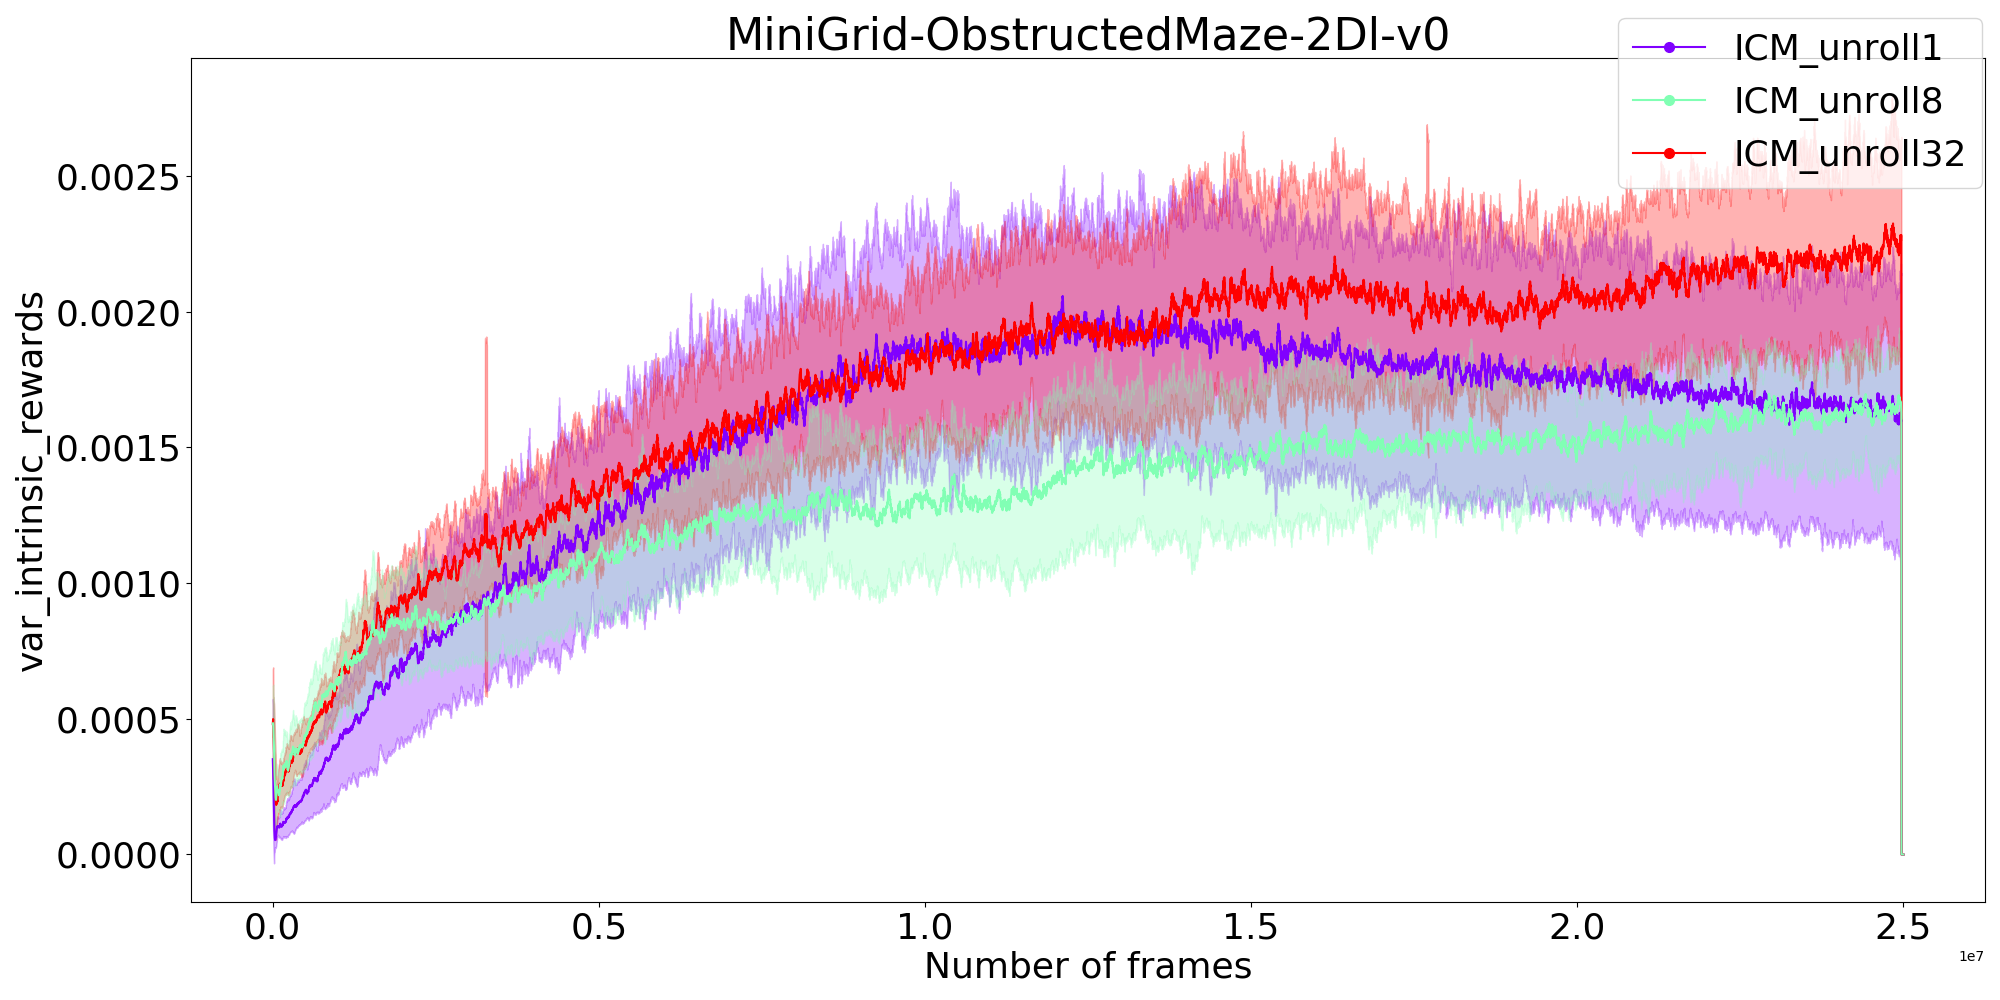 MiniGrid-ObstructedMaze-2Dl-v0
ICM_unroll1
ICM_unroll8
ICM_unroll32
var_intrinsic_rewards
0.0025
0.0020
0.0015
0.0010
0.0005
0.0000
0.0 0.5 1.0 1.5 2.0 2.5
1e7
Number of frames